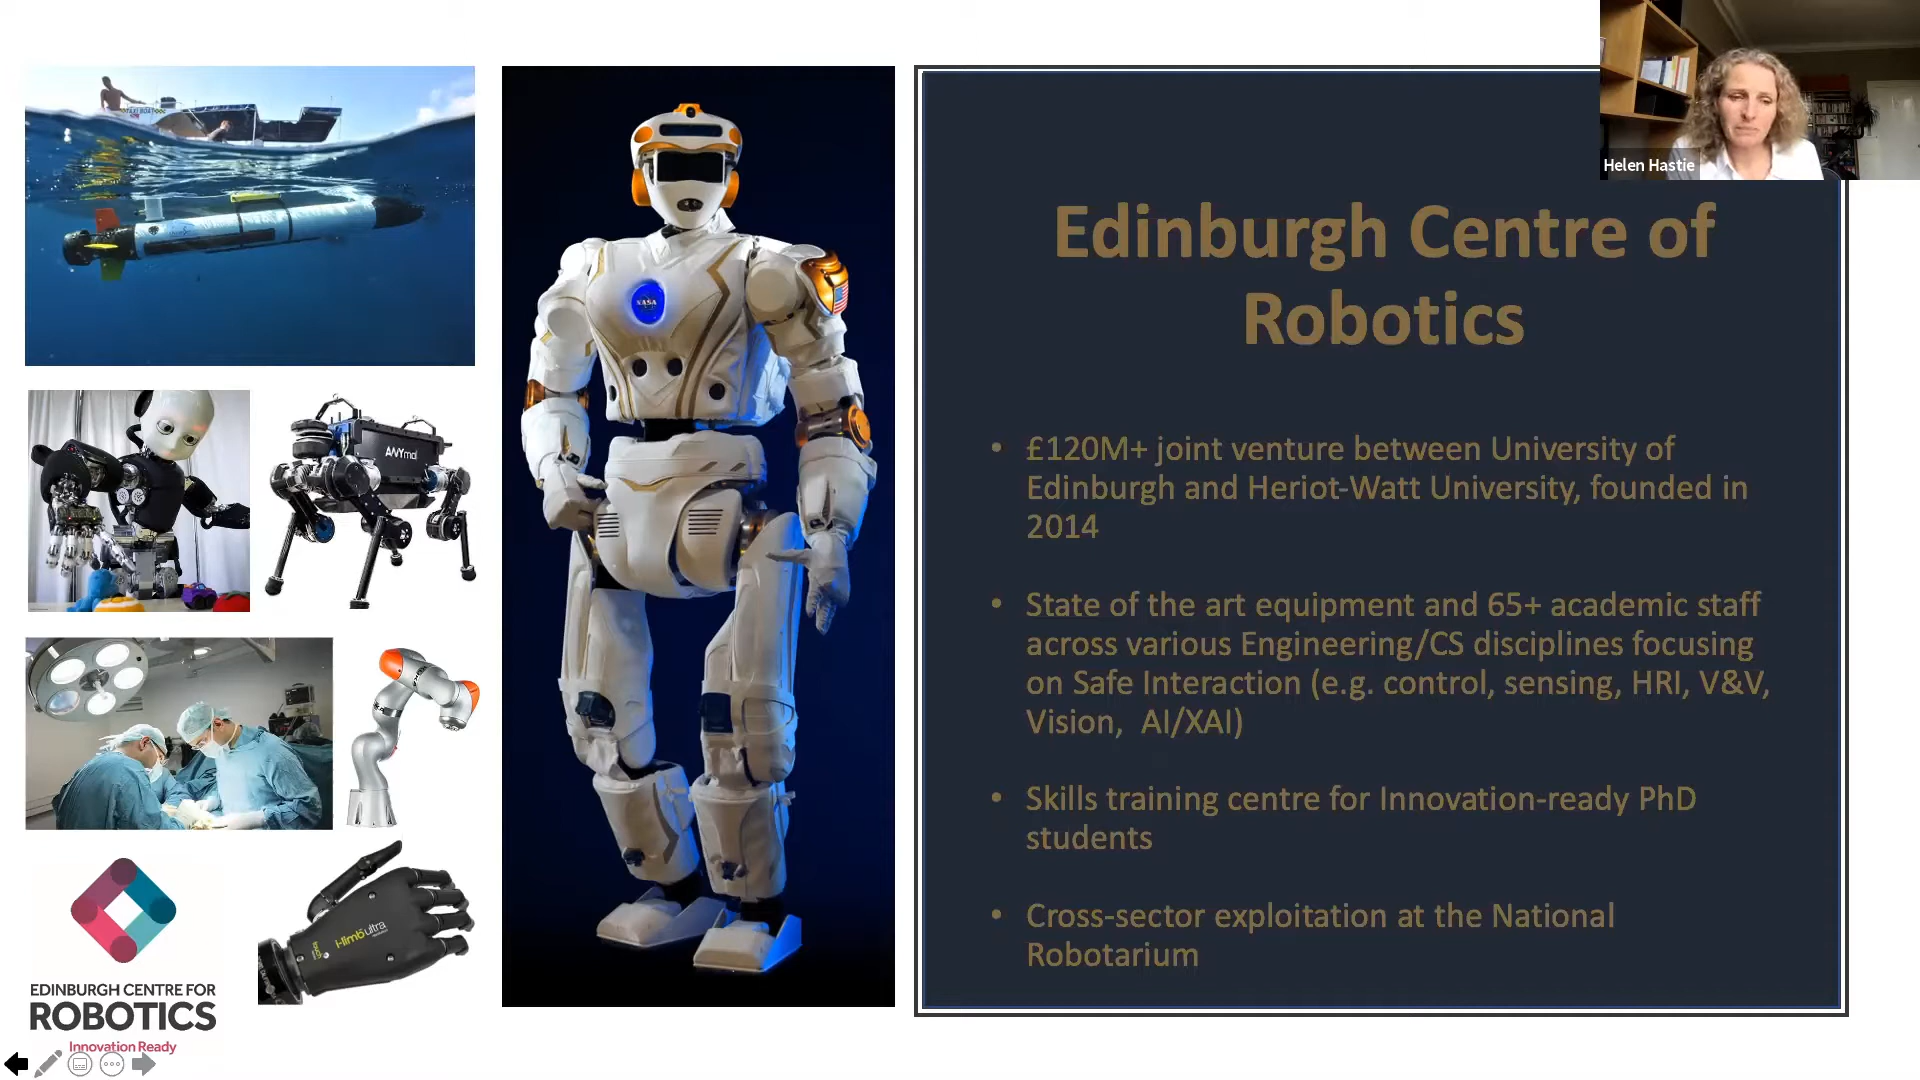 Helen Hastie
Edinburgh Centre of
Robotics
• £120M+ joint venture between University of
Edinburgh and Heriot-Watt University, founded in
2014
• State of the art equipment and 65+ academic staff
across various Engineering/CS disciplines focusing
on Safe Interaction (e.g. control, sensing, HRI, V&V,
Vision, AI/XAI)
• Skills training centre for Innovation-ready PhD
students
• Cross-sector exploitation at the National
Robotarium
NASA
ANYmal
i-limb ultra
EDINBURGH CENTRE FOR
ROBOTICS
Innovation Ready